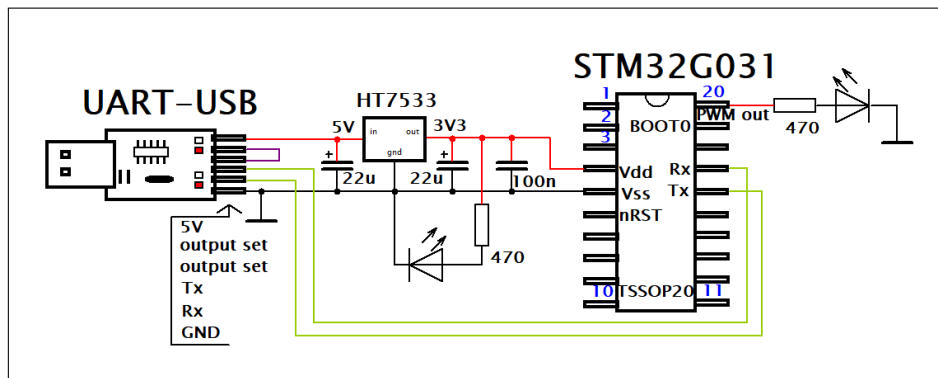 UART-USB
5V
output set
output set
Tx
Rx
GND
5V
+
22u
HT7533
in
out
gnd
3V3
+
22u
100n
470
STM32G031
1
2
3
10
20
11
BOOT0
PWM out
Vdd
Rx
Vss
Tx
nRST
TSSOP20
470